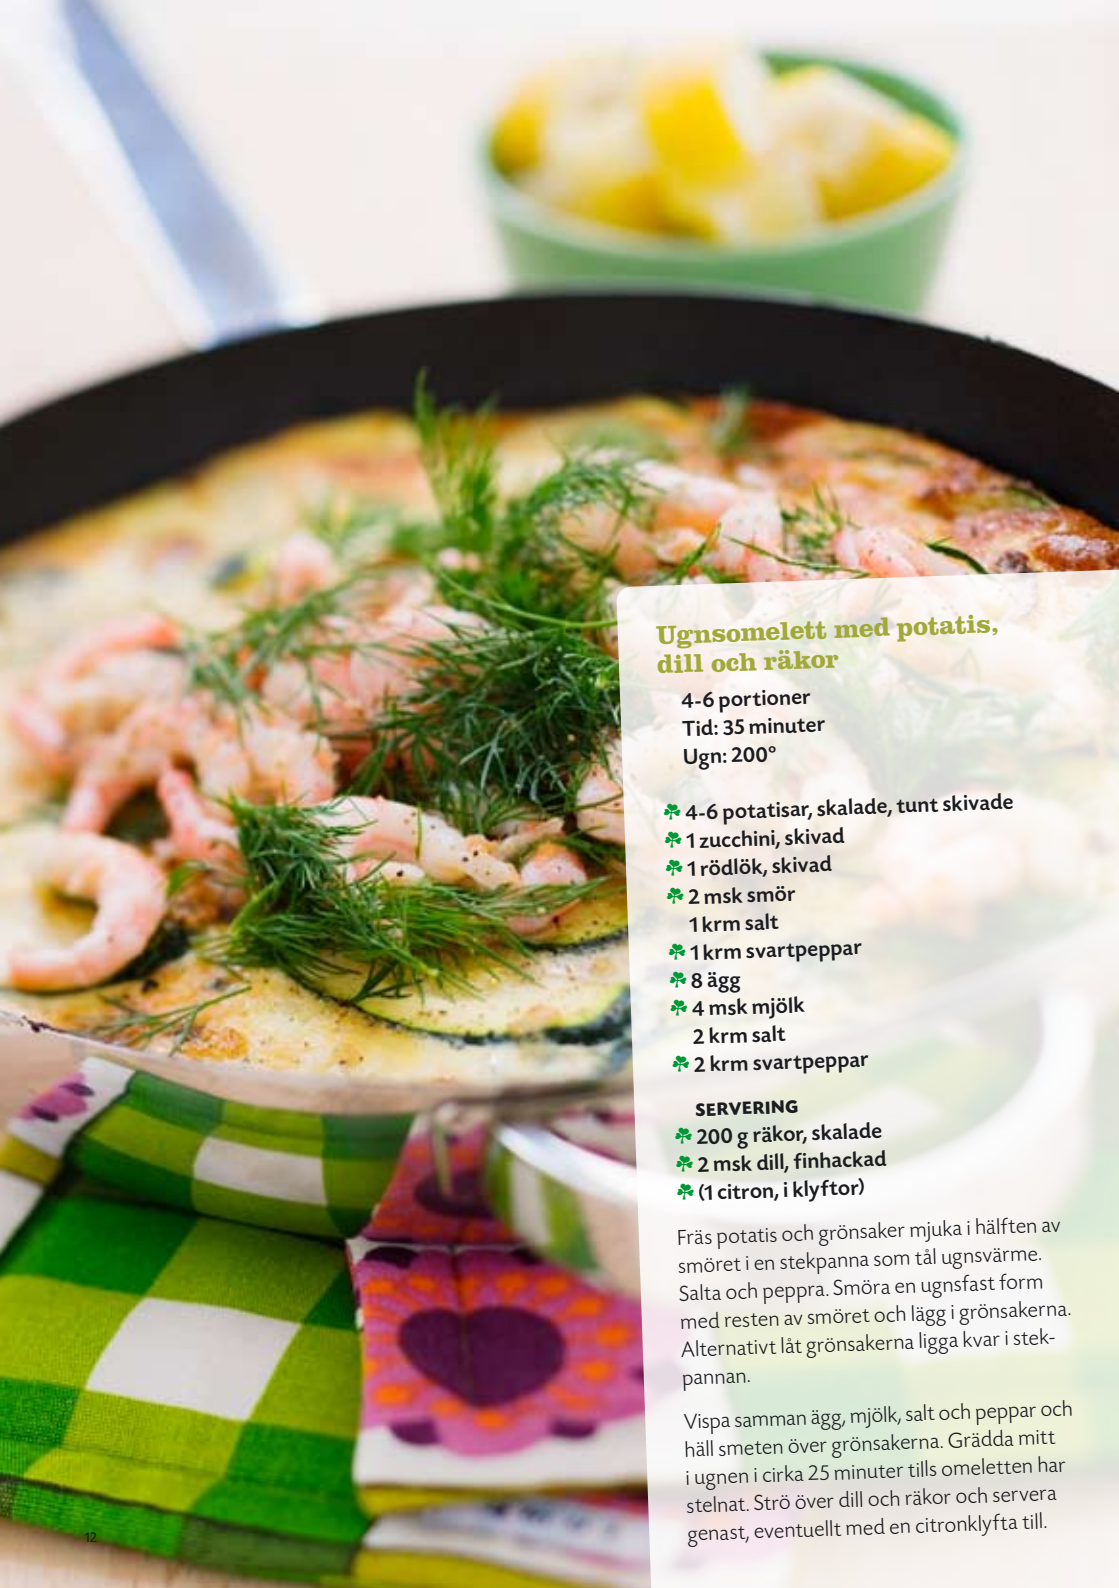 Ugnsomelett med potatis,
dill och räkor
4-6 portioner
Tid: 35 minuter
Ugn: 200°
4-6 potatisar, skalade, tunt skivade
1 zucchini, skivad
1 rödlök, skivad
2 msk smör
1 krm salt
1 krm svartpeppar
8 ägg
4 msk mjölk
2 krm salt
2 krm svartpeppar
SERVERING
200 g räkor, skalade
2 msk dill, finhackad
(1 citron, i klyftor)
Fräs potatis och grönsaker mjuka i hälften av
smöret i en stekpanna som tål ugnsvärme.
Salta och peppra. Smöra en ugnsfast form
med resten av smöret och lägg i grönsakerna.
Alternativt låt grönsakerna ligga kvar i stek-
pannan.
Vispa samman ägg, mjölk, salt och peppar och
häll smeten över grönsakerna. Grädda mitt
i ugnen i cirka 25 minuter tills omeletten har
stelnat. Strö över dill och räkor och servera
genast, eventuellt med en citronklyfta till.
12